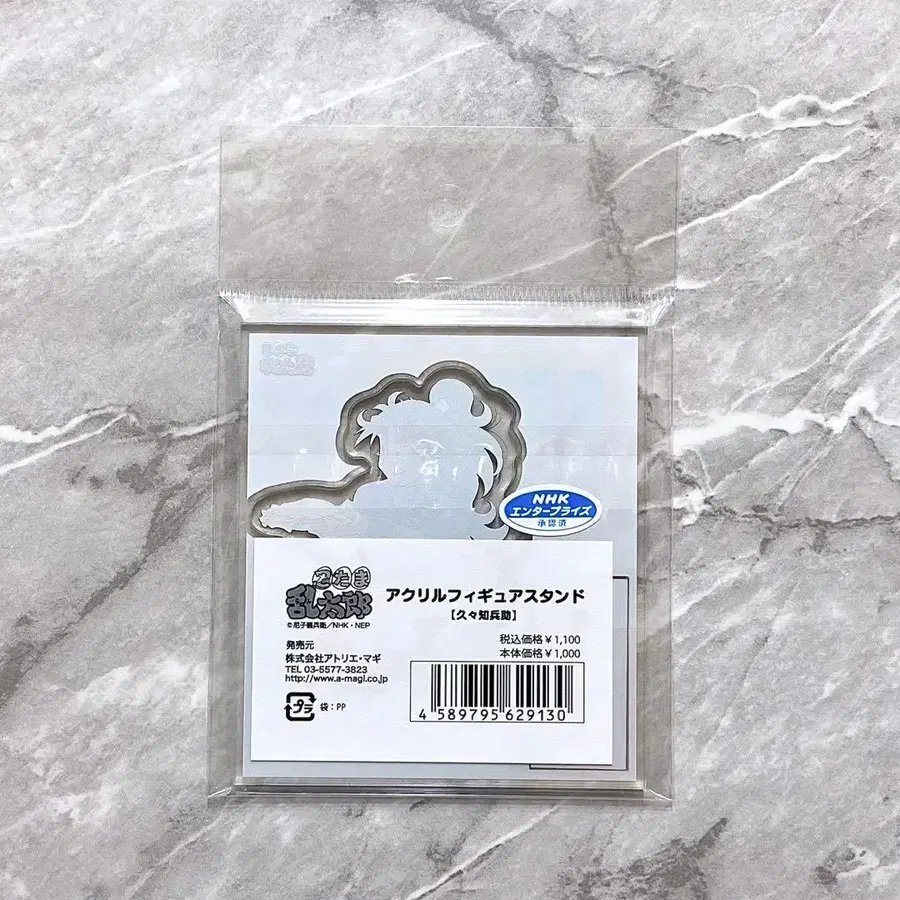 NHK
エンタープライズ
承認済
忍たま
乱太郎
©尼子騒兵衛/NHK・NEP
アクリルフィギュアスタンド
【久々知兵助】
税込価格￥1,100
本体価格￥1,000
発売元
株式会社アトリエ・マギ
TEL 03-5577-3823
http://www.a-magi.co.jp
プラ
袋：PP
4 589795 629130